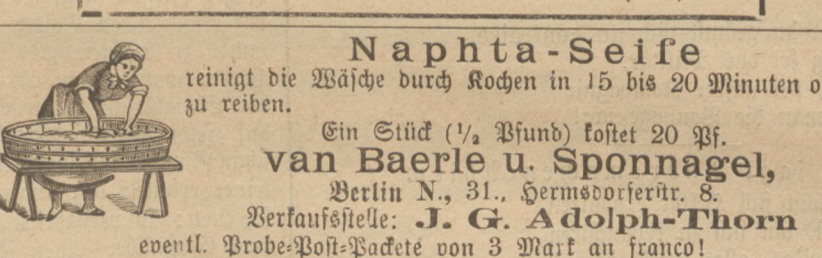 Naphta-Seife
reinigt die Wäsche durch Kochen in 15 bis 20 Minuten o
zu reiben.
Ein Stück (1/2 Pfund) kostet 20 Pf.
van Baerle u. Sponnagel,
Berlin N., 31., Hermsdorferstr. 8.
Verkaufsstelle: J. G. Adolph-Thorn
eventl. Probe-Post-Packete von 3 Mark an franco!